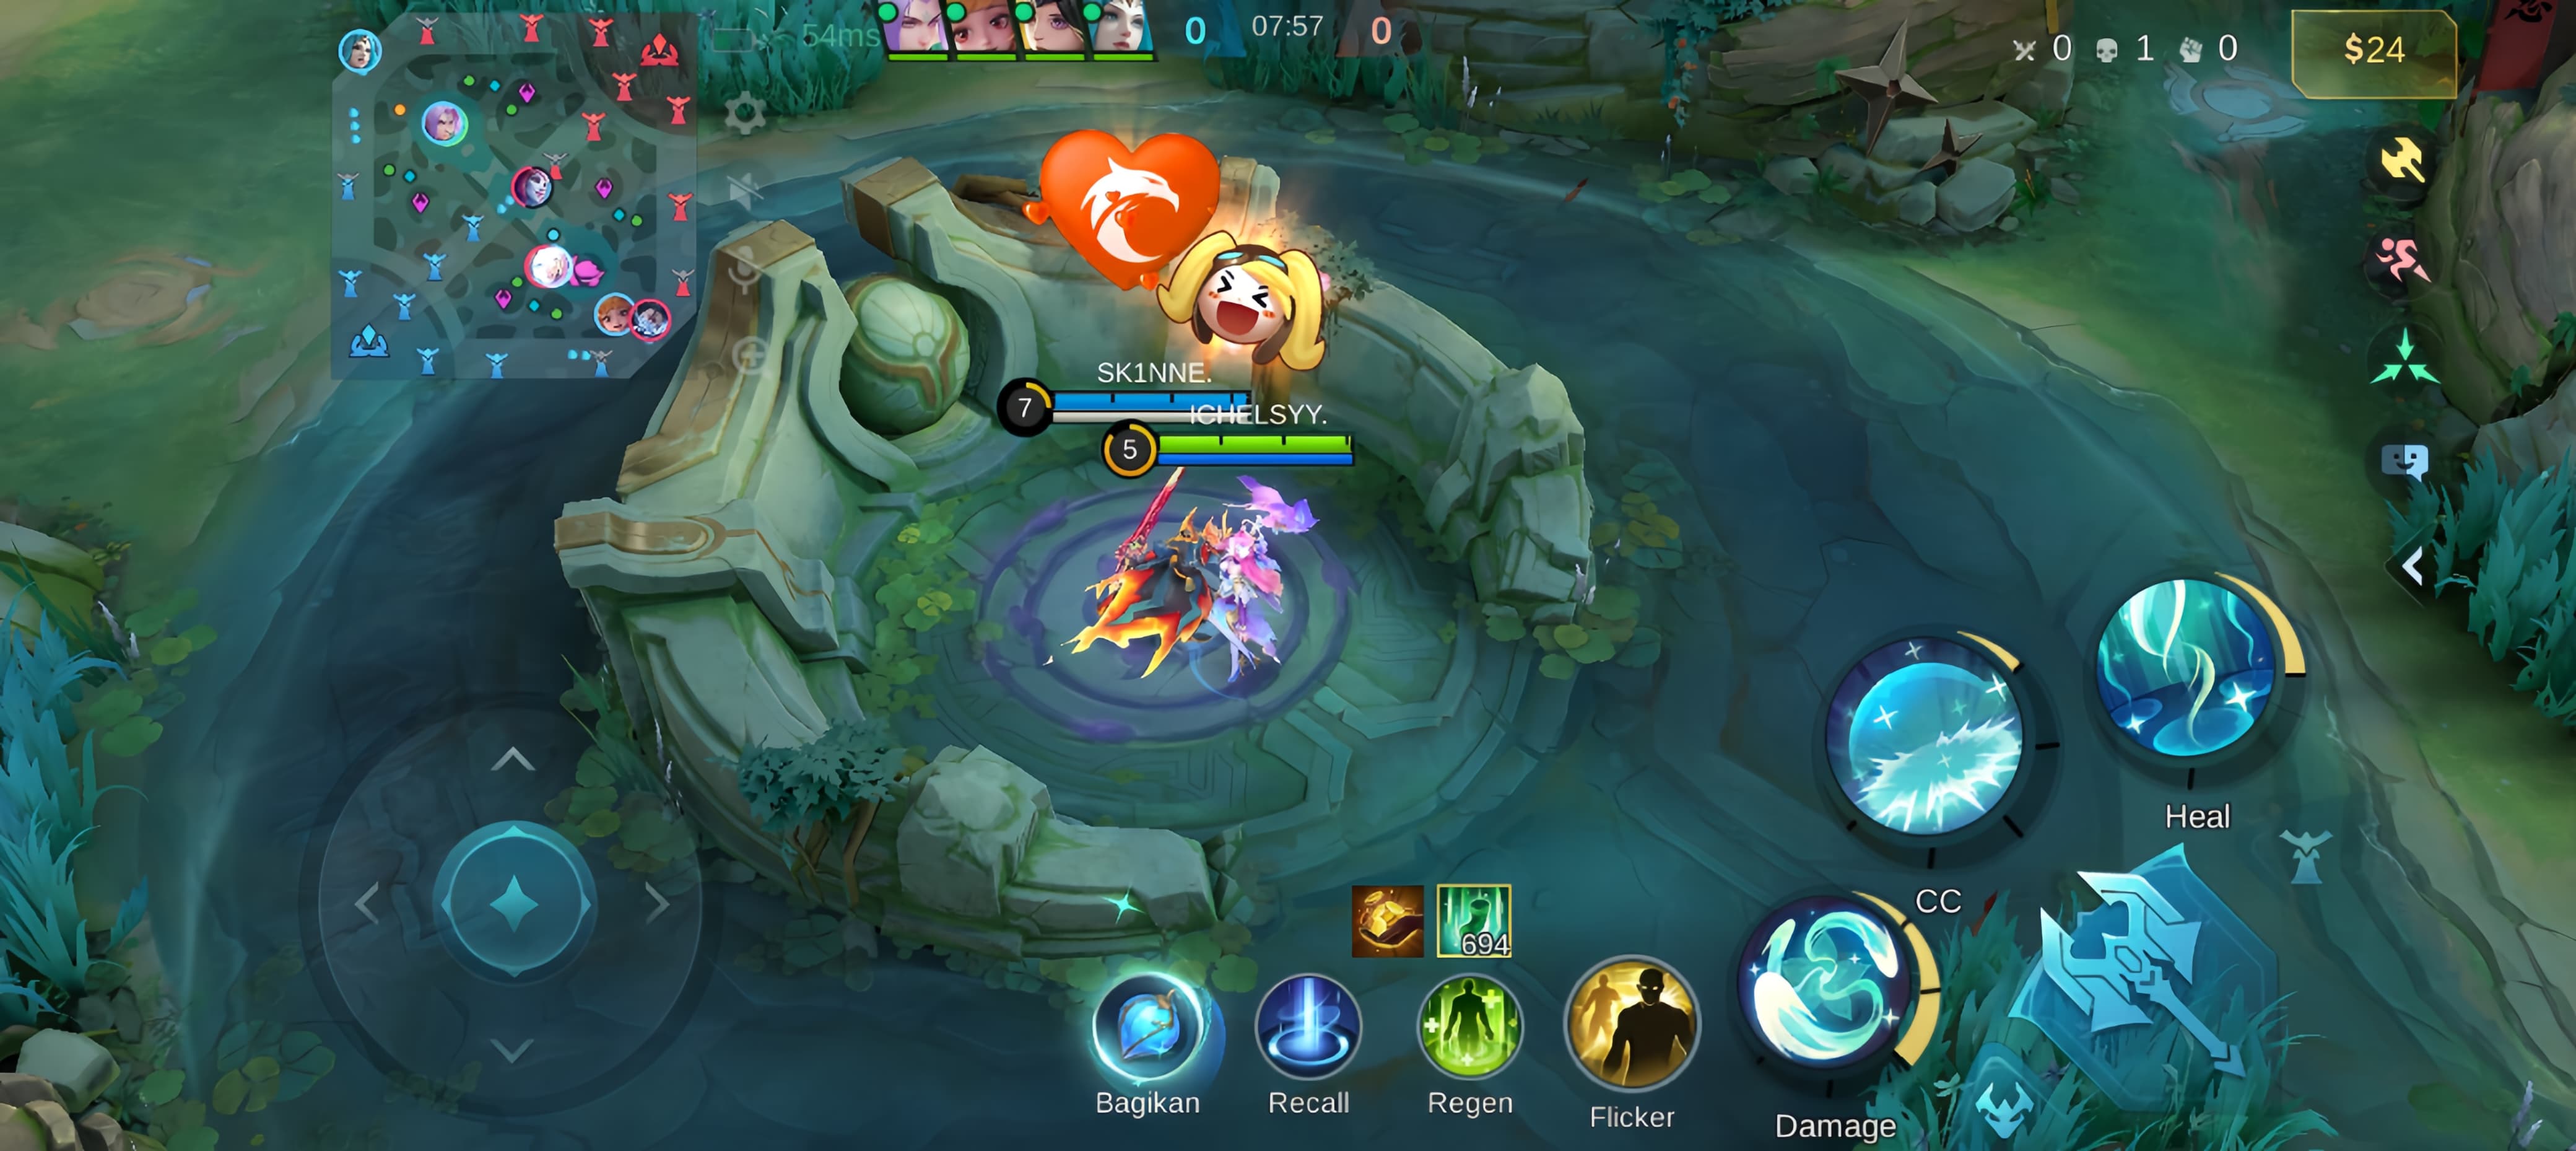 54ms
0
07:57
0
0
1
0
$24
SK1NNE.
7
ICHELSYY.
5
Heal
CC
694
Bagikan
Recall
Regen
Flicker
Damage